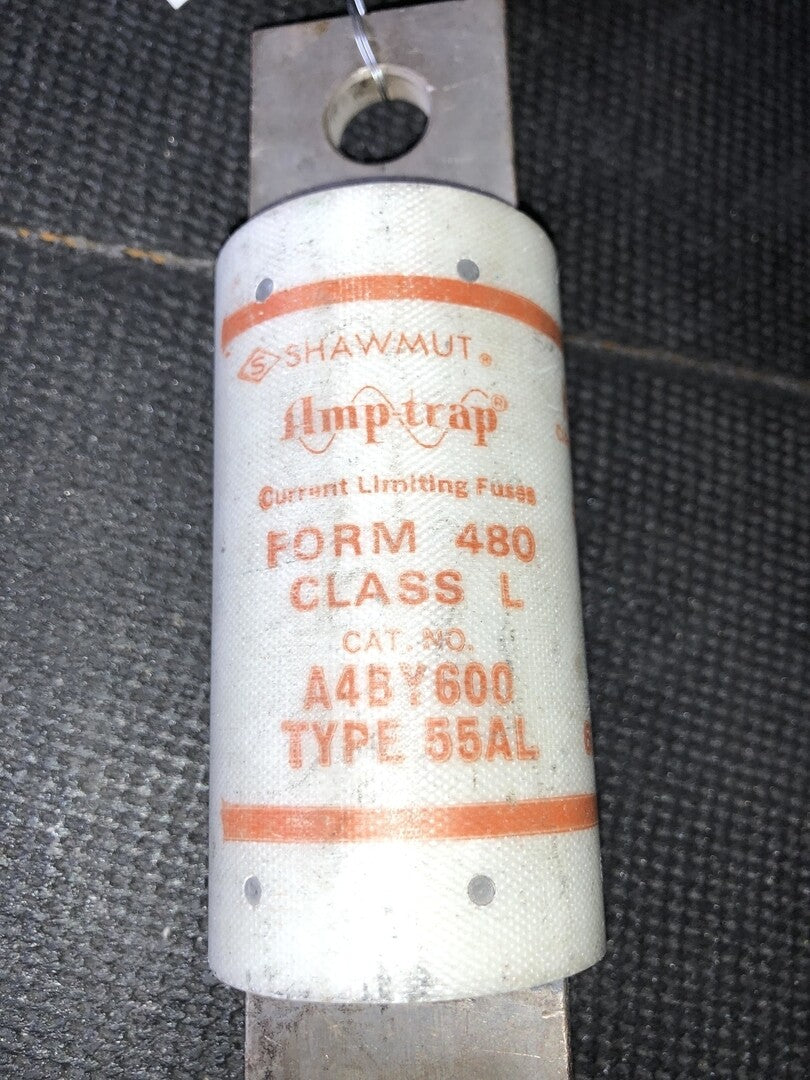 S SHAWMUT®
Amp-trap®
Current Limiting Fuses
FORM 480
CLASS L
CAT. NO.
A4BY600
TYPE 55AL